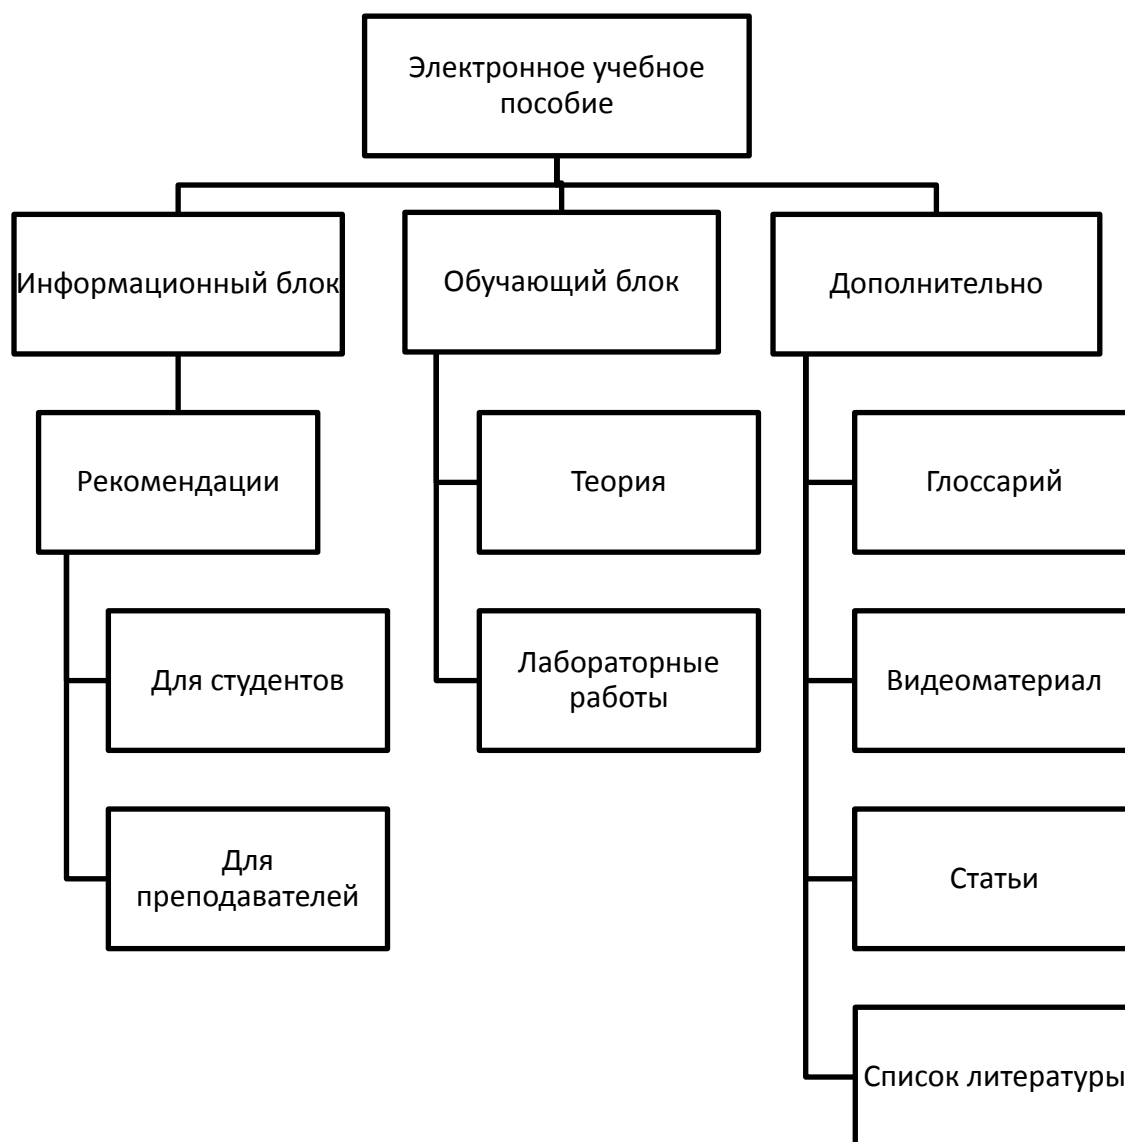 Электронное учебное
пособие
Информационный блок
Обучающий блок
Дополнительно
Рекомендации
Теория
Глоссарий
Для студентов
Лабораторные
работы
Видеоматериал
Для
преподавателей
Статьи
Список литературы